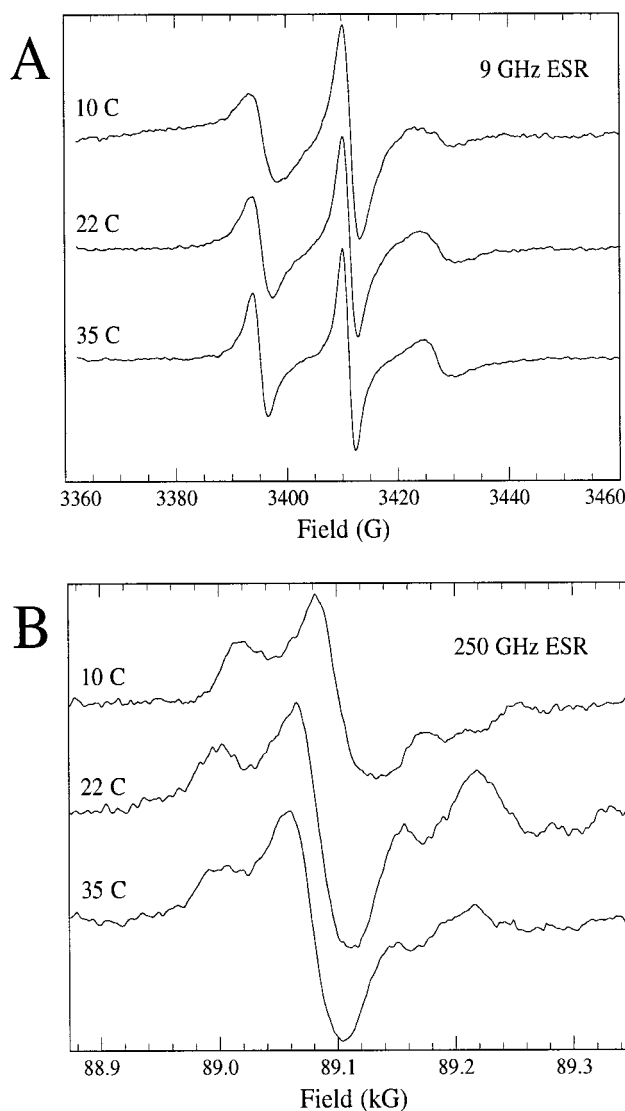 A
9 GHz ESR
10 C
22 C
35 C
3360 3380 3400 3420 3440 3460
Field (G)
B
250 GHz ESR
10 C
22 C
35 C
88.9 89.0 89.1 89.2 89.3
Field (kG)